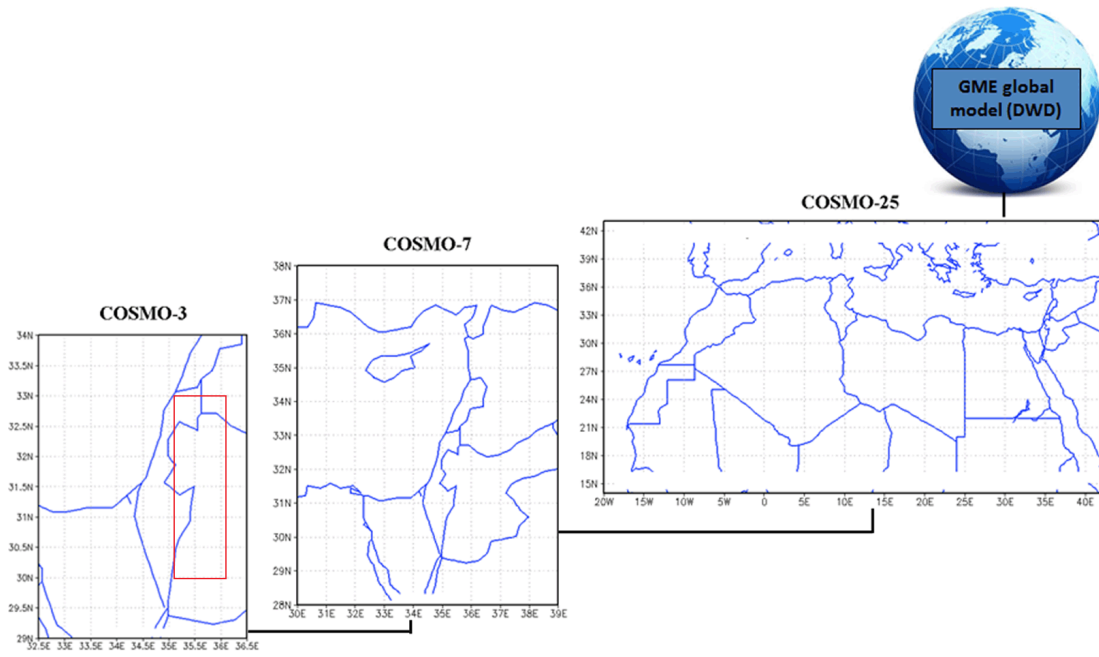 GME global
model (DWD)
COSMO-25
42N
39N
36N
33N
30N
27N
24N
21N
18N
15N
20W 15W 10W 5W 0 5E 10E 15E 20E 25E 30E 35E 40E
COSMO-7
38N
37N
36N
35N
34N
33N
32N
31N
30N
29N
28N
30E 31E 32E 33E 34E 35E 36E 37E 38E 39E
COSMO-3
34N
33.5N
33N
32.5N
32N
31.5N
31N
30.5N
30N
29.5N
29N
32.5E 33E 33.5E 34E 34.5E 35E 35.5E 36E 36.5E